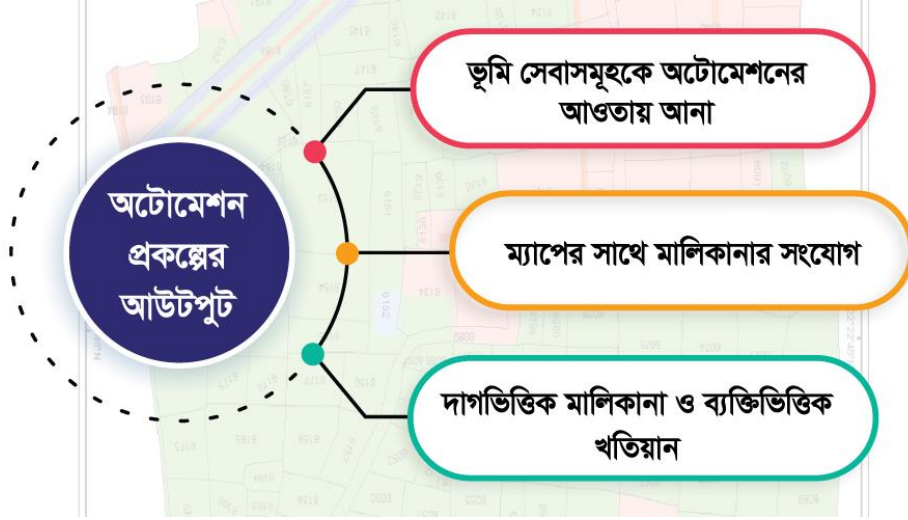 অটোমেশন
প্রকল্পের
আউটপুট
ভূমি সেবাসমূহকে অটোমেশনের
আওতায় আনা
ম্যাপের সাথে মালিকানার সংযোগ
দাগভিত্তিক মালিকানা ও ব্যক্তিভিত্তিক
খতিয়ান